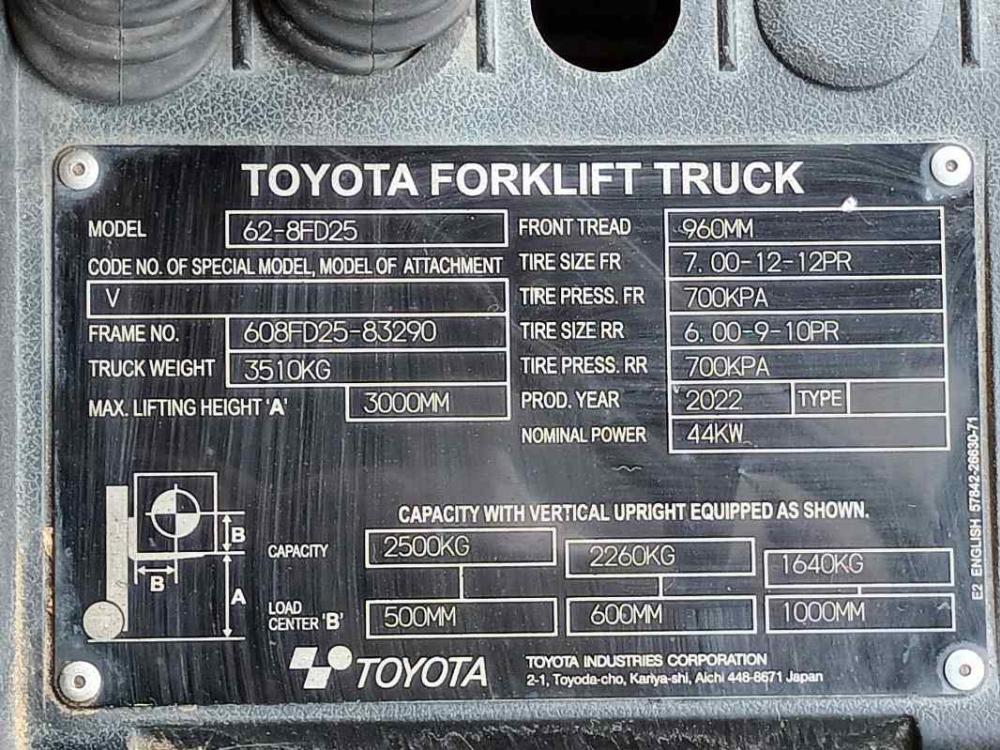 TOYOTA FORKLIFT TRUCK
MODEL 62-8FD25 FRONT TREAD 960MM
CODE NO. OF SPECIAL MODEL, MODEL OF ATTACHMENT TIRE SIZE FR 7.00-12-12PR
V TIRE PRESS. FR 700KPA
FRAME NO. 608FD25-83290 TIRE SIZE RR 6.00-9-10PR
TRUCK WEIGHT 3510KG TIRE PRESS. RR 700KPA
MAX. LIFTING HEIGHT 'A' 3000MM PROD. YEAR 2022 TYPE
NOMINAL POWER 44KW
CAPACITY WITH VERTICAL UPRIGHT EQUIPPED AS SHOWN.
B
B
A
CAPACITY 2500KG 2260KG 1640KG
LOAD
CENTER 'B' 500MM 600MM 1000MM
TOYOTA
TOYOTA INDUSTRIES CORPORATION
2-1, Toyoda-cho, Kariya-shi, Aichi 448-8671 Japan
E2 ENGLISH 57842-26630-71